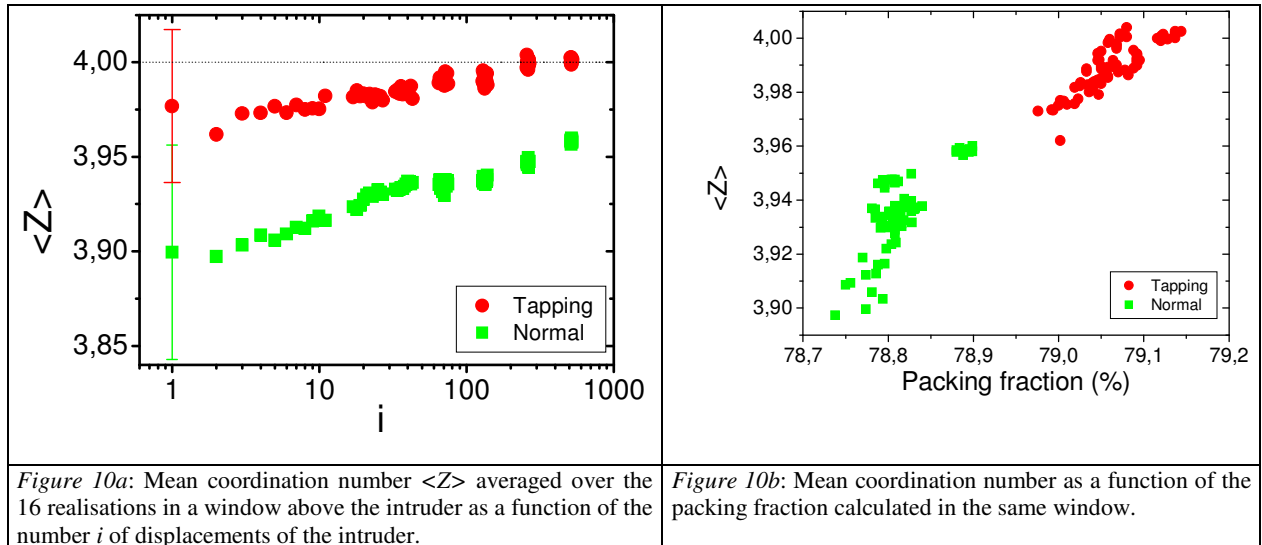 4,00
3,95
3,90
3,85
<Z>
1
10
100
1000
i
Tapping
Normal
4,00
3,98
3,96
3,94
3,92
3,90
<Z>
78,7
78,8
78,9
79,0
79,1
79,2
Packing fraction (%)
Tapping
Normal
Figure 10a: Mean coordination number <Z> averaged over the
16 realisations in a window above the intruder as a function of the
number i of displacements of the intruder.
Figure 10b: Mean coordination number as a function of the
packing fraction calculated in the same window.